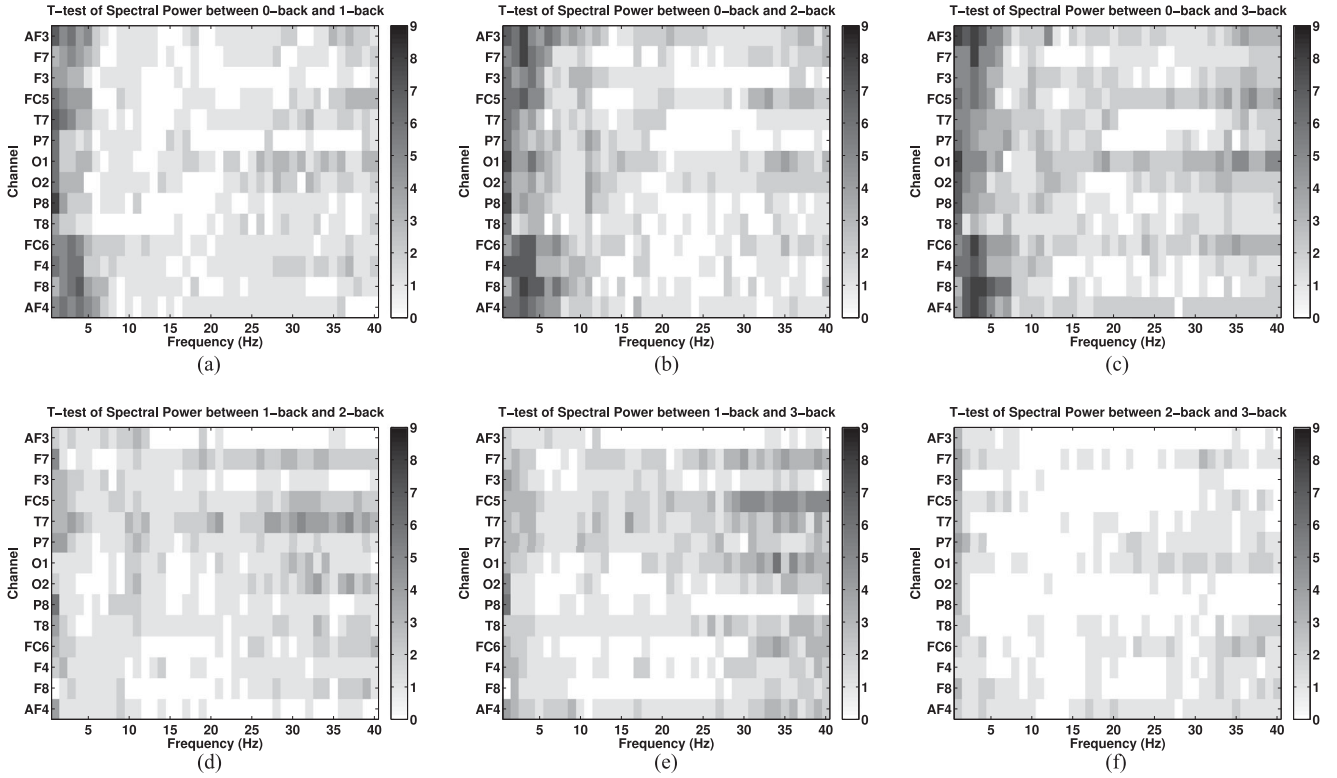 T-test of Spectral Power between 0-back and 1-back
Channel
AF3
F7
F3
FC5
T7
P7
O1
O2
P8
T8
FC6
F4
F8
AF4
9
8
7
6
5
4
3
2
1
0
5 10 15 20 25 30 35 40
Frequency (Hz)
(a)
T-test of Spectral Power between 0-back and 2-back
Channel
AF3
F7
F3
FC5
T7
P7
O1
O2
P8
T8
FC6
F4
F8
AF4
9
8
7
6
5
4
3
2
1
0
5 10 15 20 25 30 35 40
Frequency (Hz)
(b)
T-test of Spectral Power between 0-back and 3-back
Channel
AF3
F7
F3
FC5
T7
P7
O1
O2
P8
T8
FC6
F4
F8
AF4
9
8
7
6
5
4
3
2
1
0
5 10 15 20 25 30 35 40
Frequency (Hz)
(c)
T-test of Spectral Power between 1-back and 2-back
Channel
AF3
F7
F3
FC5
T7
P7
O1
O2
P8
T8
FC6
F4
F8
AF4
9
8
7
6
5
4
3
2
1
0
5 10 15 20 25 30 35 40
Frequency (Hz)
(d)
T-test of Spectral Power between 1-back and 3-back
Channel
AF3
F7
F3
FC5
T7
P7
O1
O2
P8
T8
FC6
F4
F8
AF4
9
8
7
6
5
4
3
2
1
0
5 10 15 20 25 30 35 40
Frequency (Hz)
(e)
T-test of Spectral Power between 2-back and 3-back
Channel
AF3
F7
F3
FC5
T7
P7
O1
O2
P8
T8
FC6
F4
F8
AF4
9
8
7
6
5
4
3
2
1
0
5 10 15 20 25 30 35 40
Frequency (Hz)
(f)